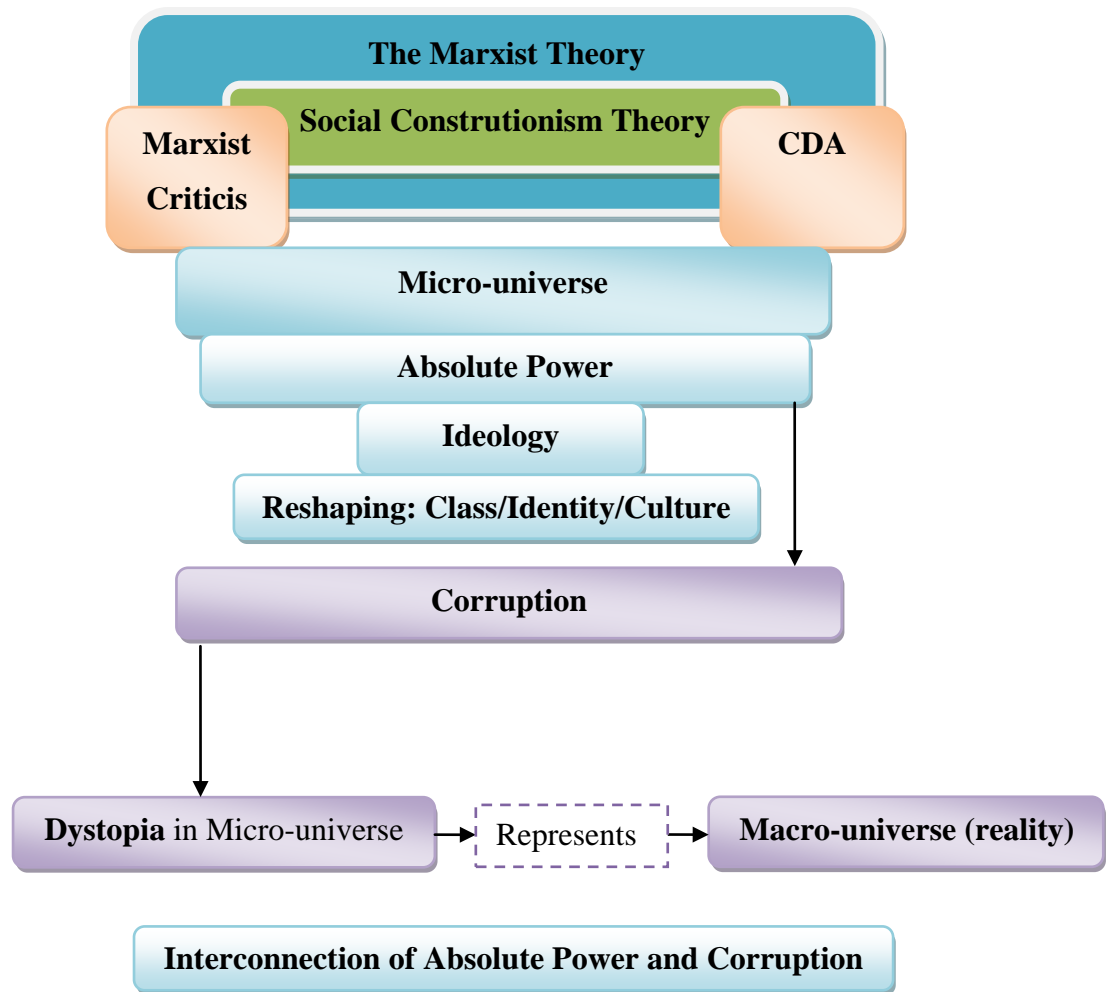 The Marxist Theory
Social Construtionism Theory
Marxist
Criticis
CDA
Micro-universe
Absolute Power
Ideology
Reshaping: Class/Identity/Culture
Corruption
Dystopia in Micro-universe
Represents
Macro-universe (reality)
Interconnection of Absolute Power and Corruption